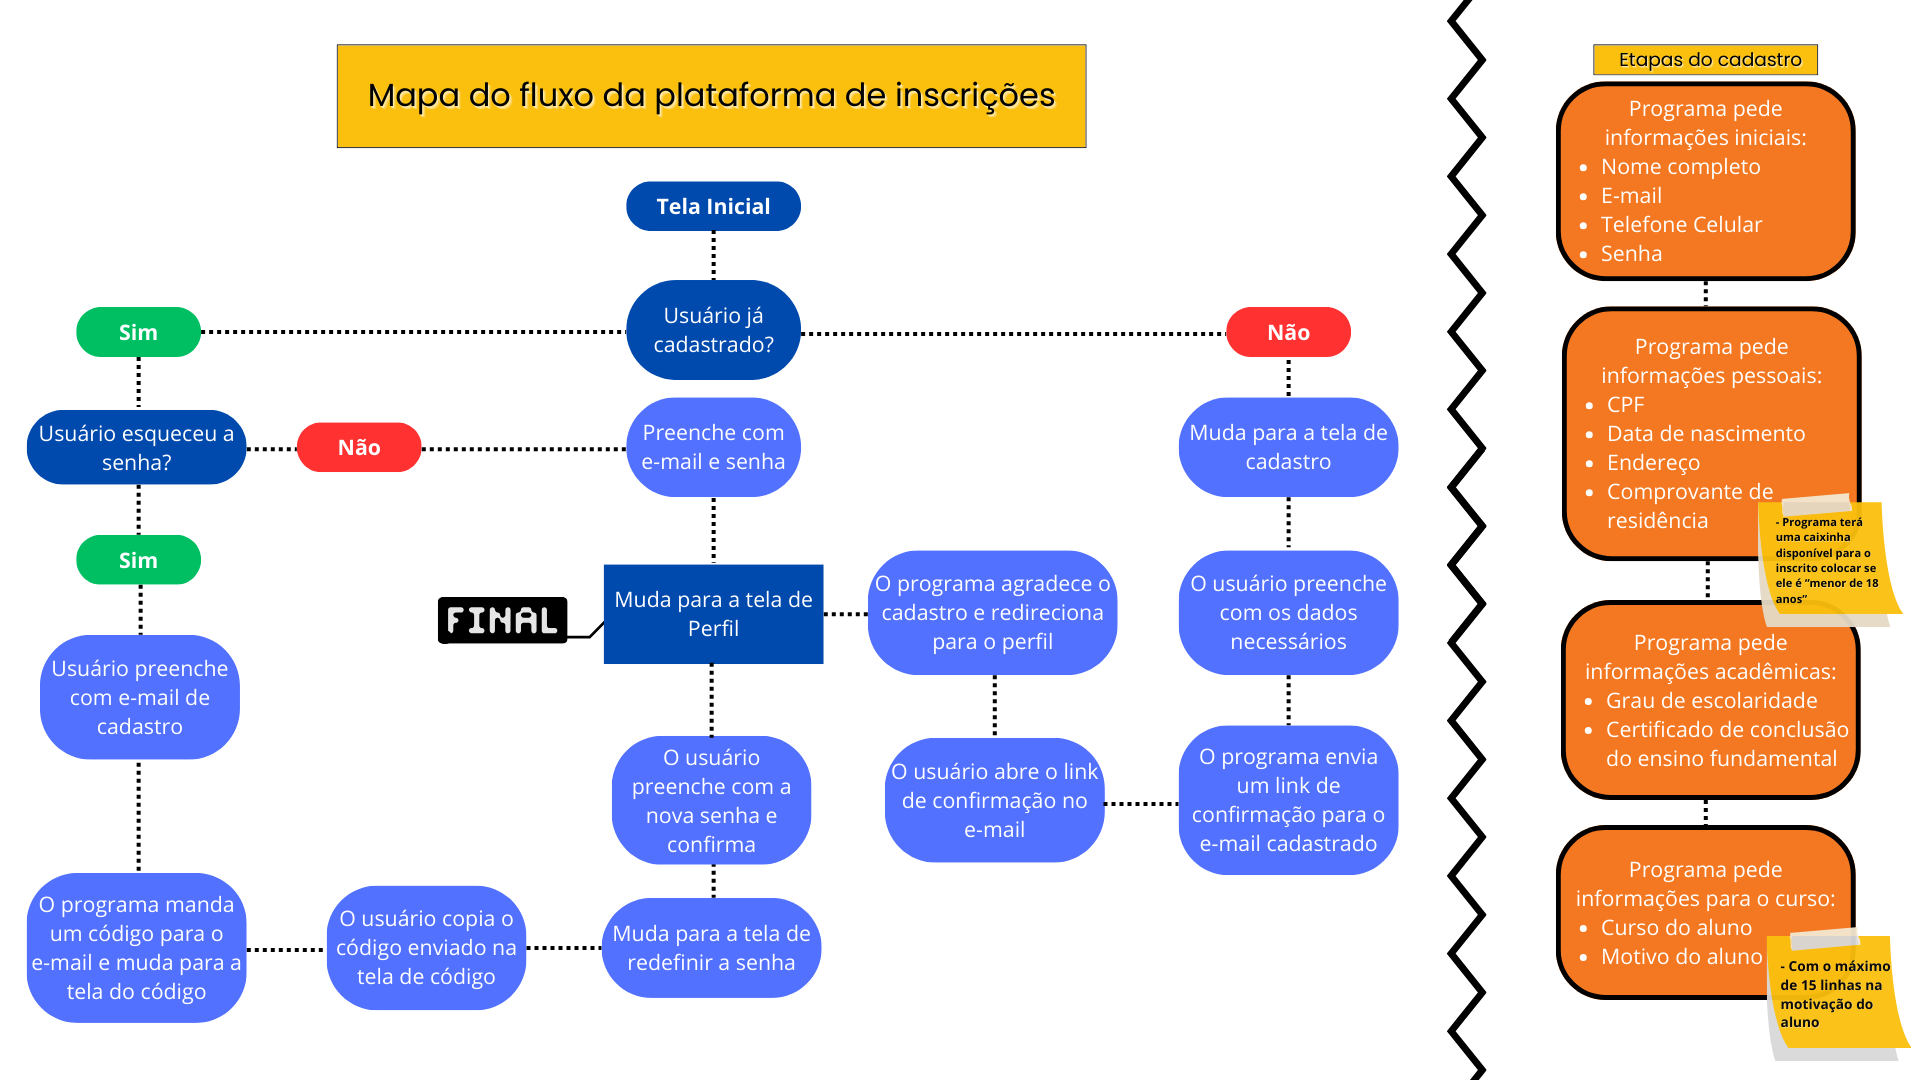 Mapa do fluxo da plataforma de inscrições
Tela Inicial
Usuário já
cadastrado?
Sim
Não
Usuário esqueceu a
senha?
Não
Preenche com
e-mail e senha
Muda para a tela de
cadastro
Sim
FINAL
Muda para a tela de
Perfil
O programa agradece o
cadastro e redireciona
para o perfil
O usuário preenche
com os dados
necessários
Usuário preenche
com e-mail de
cadastro
O usuário
preenche com a
nova senha e
confirma
O usuário abre o link
de confirmação no
e-mail
O programa envia
um link de
confirmação para o
e-mail cadastrado
O programa manda
um código para o
e-mail e muda para a
tela do código
O usuário copia o
código enviado na
tela de código
Muda para a tela de
redefinir a senha
Etapas do cadastro
Programa pede
informações iniciais:
• Nome completo
• E-mail
• Telefone Celular
• Senha
Programa pede
informações pessoais:
• CPF
• Data de nascimento
• Endereço
• Comprovante de
residência
- Programa terá
uma caixinha
disponível para o
inscrito colocar se
ele é “menor de 18
anos”
Programa pede
informações acadêmicas:
• Grau de escolaridade
• Certificado de conclusão
do ensino fundamental
Programa pede
informações para o curso:
• Curso do aluno
• Motivo do aluno
- Com o máximo
de 15 linhas na
motivação do
aluno